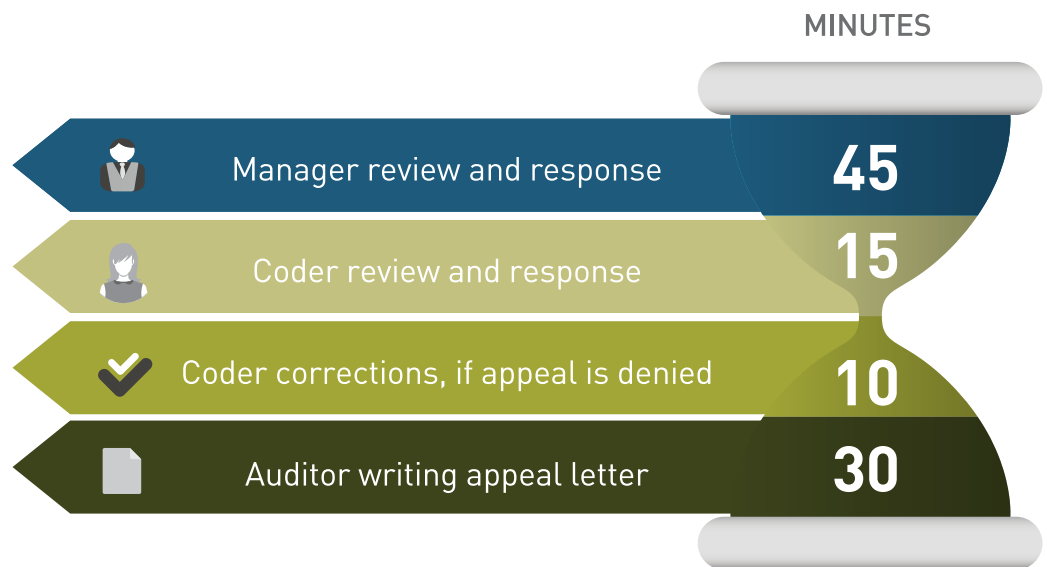 MINUTES
Manager review and response 45
Coder review and response 15
Coder corrections, if appeal is denied 10
Auditor writing appeal letter 30